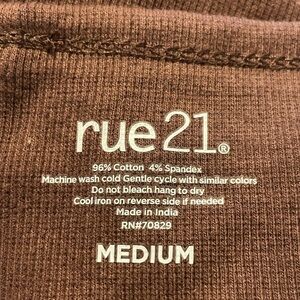 rue21®
96% Cotton 4% Spandex
Machine wash cold Gentle cycle with similar colors
Do not bleach hang to dry
Cool iron on reverse side if needed
Made in India
RN#70829
MEDIUM